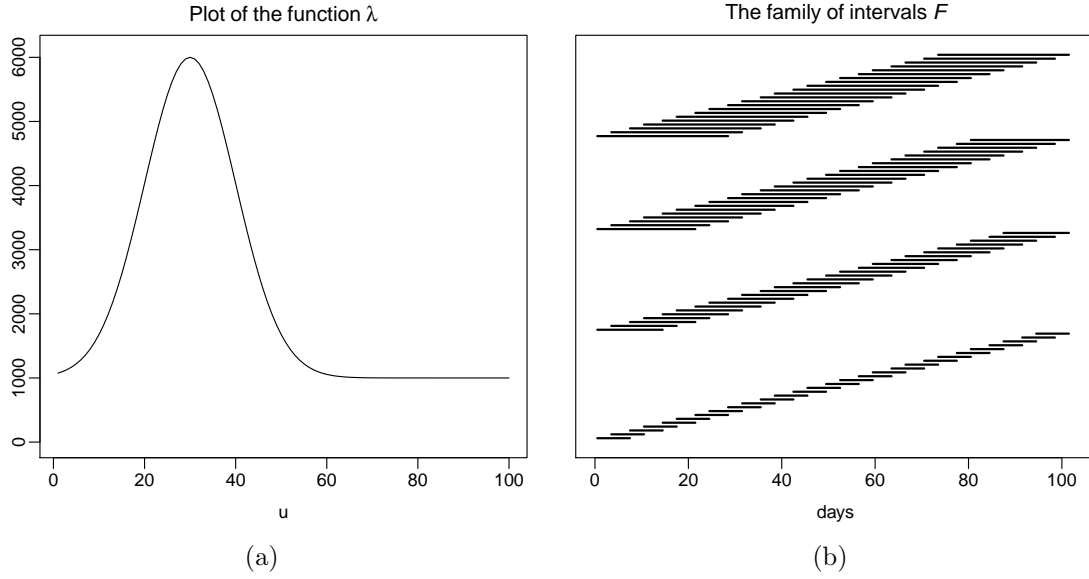 Plot of the function λ
6000
5000
4000
3000
2000
1000
0
0 20 40 60 80 100
u
(a)
The family of intervals F
0 20 40 60 80 100
days
(b)